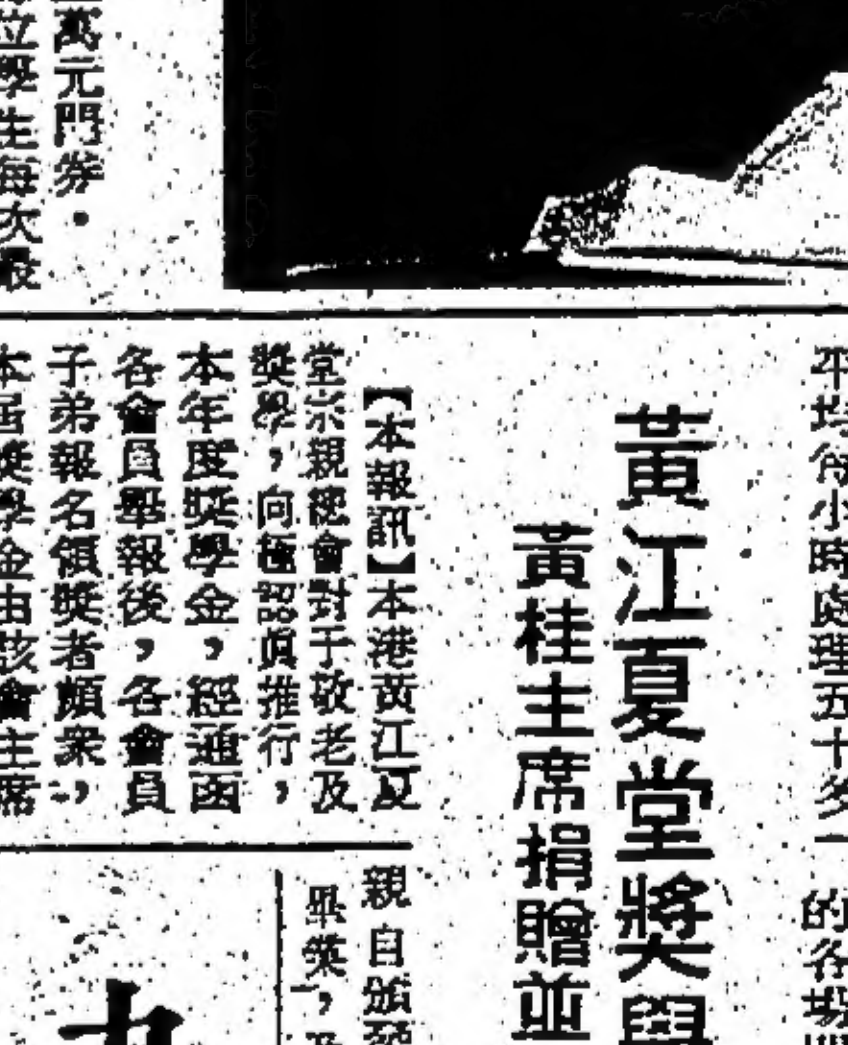 平均每小時處理五十多
的各場
黃江夏堂獎學
黃桂主席捐贈並
【本報訊】本港黃江夏
堂宗親總會對于敬老及
獎學，向極認眞推行，
本年度獎學金，經通函
各會員舉報後，各會員
子弟報名領獎者頗衆，
本屆獎學金由該會主席
親自頒發
畢業，及
萬元門券。
位學生每次最